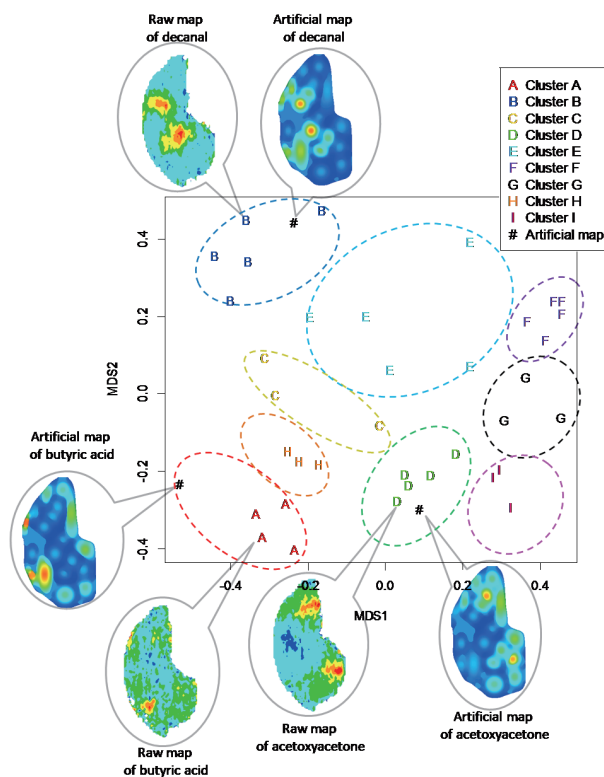 Raw map
of decanal
Artificial map
of decanal
A Cluster A
B Cluster B
C Cluster C
D Cluster D
E Cluster E
F Cluster F
G Cluster G
H Cluster H
I Cluster I
# Artificial map
B
#
B
B
B
B
E
E
E
E
E
F F
F
F
F
G
G
G
C
C
C
H
H
H
D
D
D
D
D
#
I
I
I
#
A
A
A
A
0.4
0.2
0.0
-0.2
-0.4
MDS2
-0.4
-0.2
0.0
0.2
0.4
MDS1
Artificial map
of butyric acid
Raw map
of butyric acid
Raw map
of acetoxyacetone
Artificial map
of acetoxyacetone